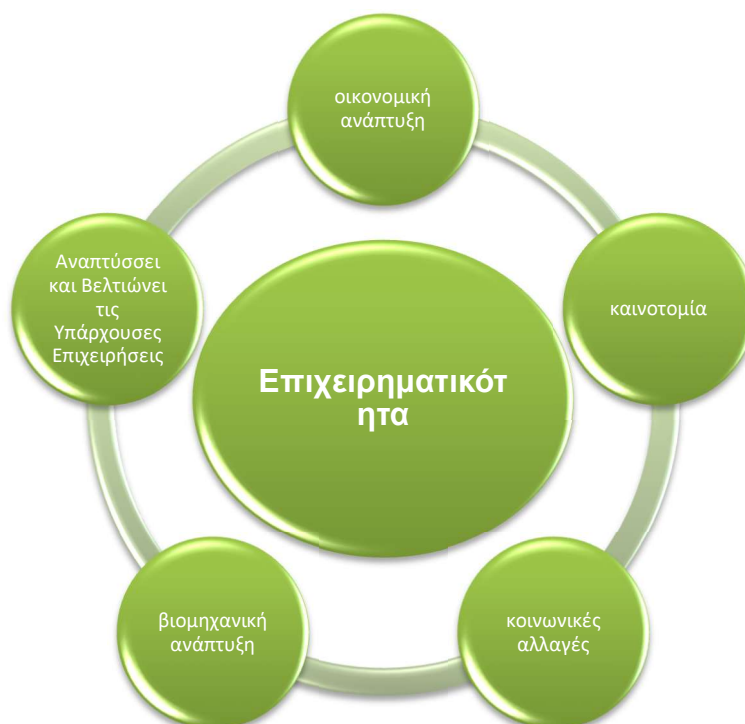 οικονομική
ανάπτυξη
καινοτομία
κοινωνικές
αλλαγές
βιομηχανική
ανάπτυξη
Αναπτύσσει
και Βελτιώνει
τις
Υπάρχουσες
Επιχειρήσεις
Επιχειρηματικότ
ητα